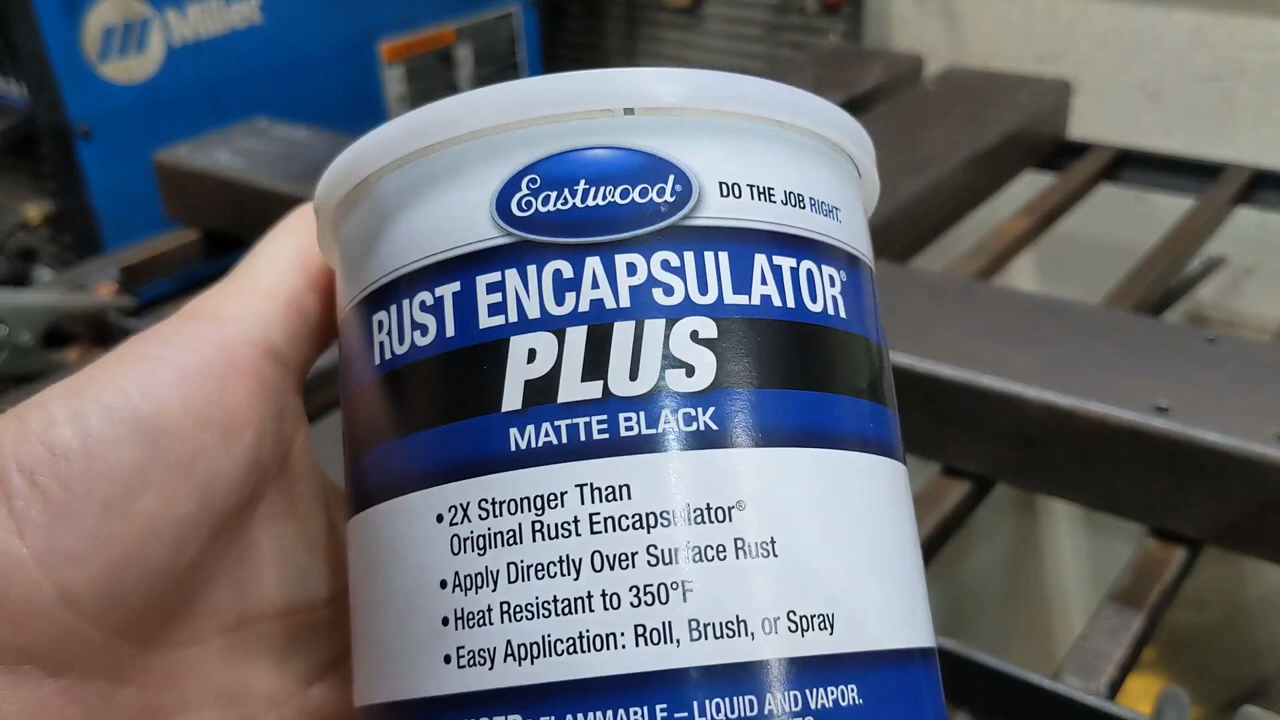 Miller
Eastwood®
DO THE JOB RIGHT.
RUST ENCAPSULATOR®
PLUS
MATTE BLACK
• 2X Stronger Than
Original Rust Encapsulator®
• Apply Directly Over Surface Rust
• Heat Resistant to 350°F
• Easy Application: Roll, Brush, or Spray
FLAMMABLE – LIQUID AND VAPOR.